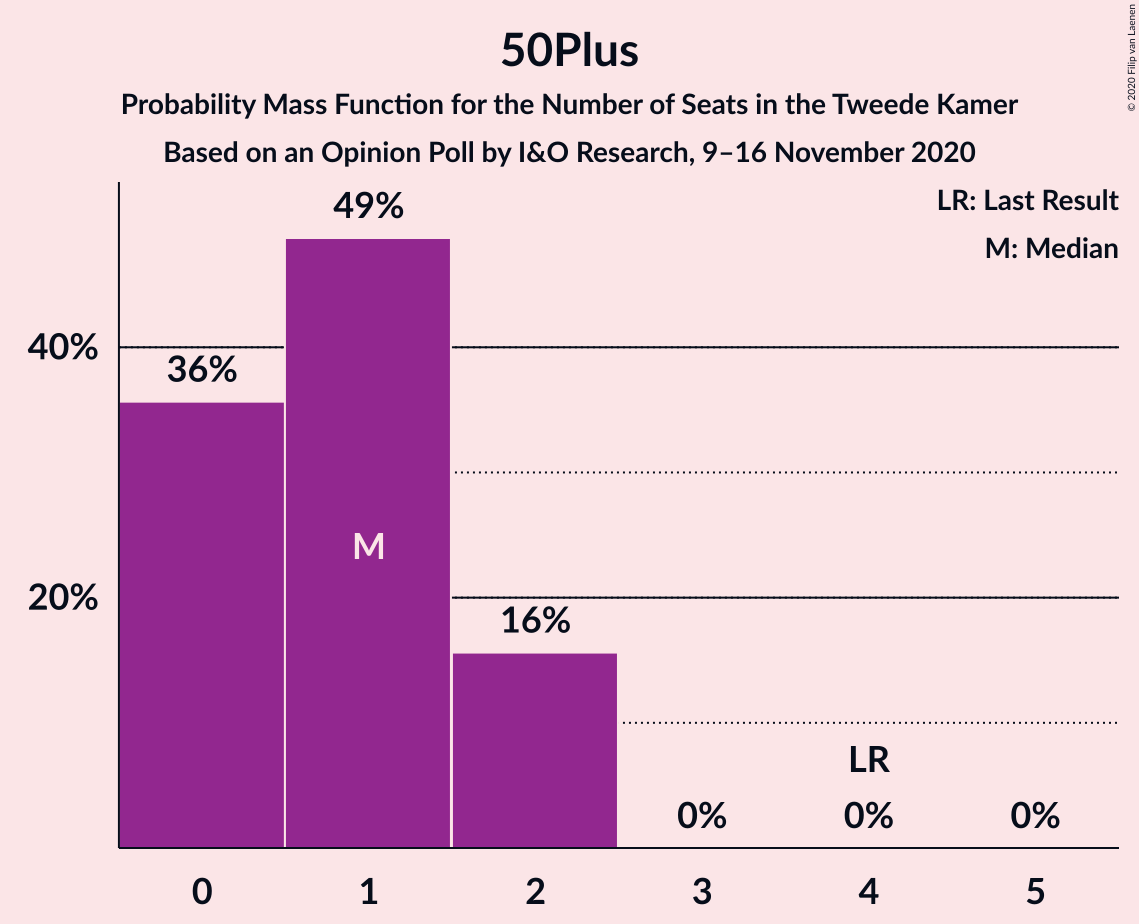 50Plus
Probability Mass Function for the Number of Seats in the Tweede Kamer
Based on an Opinion Poll by I&O Research, 9–16 November 2020
© 2020 Filip van Laenen
LR: Last Result
M: Median
49%
40%
36%
M
20%
16%
LR
0% 0% 0%
0 1 2 3 4 5